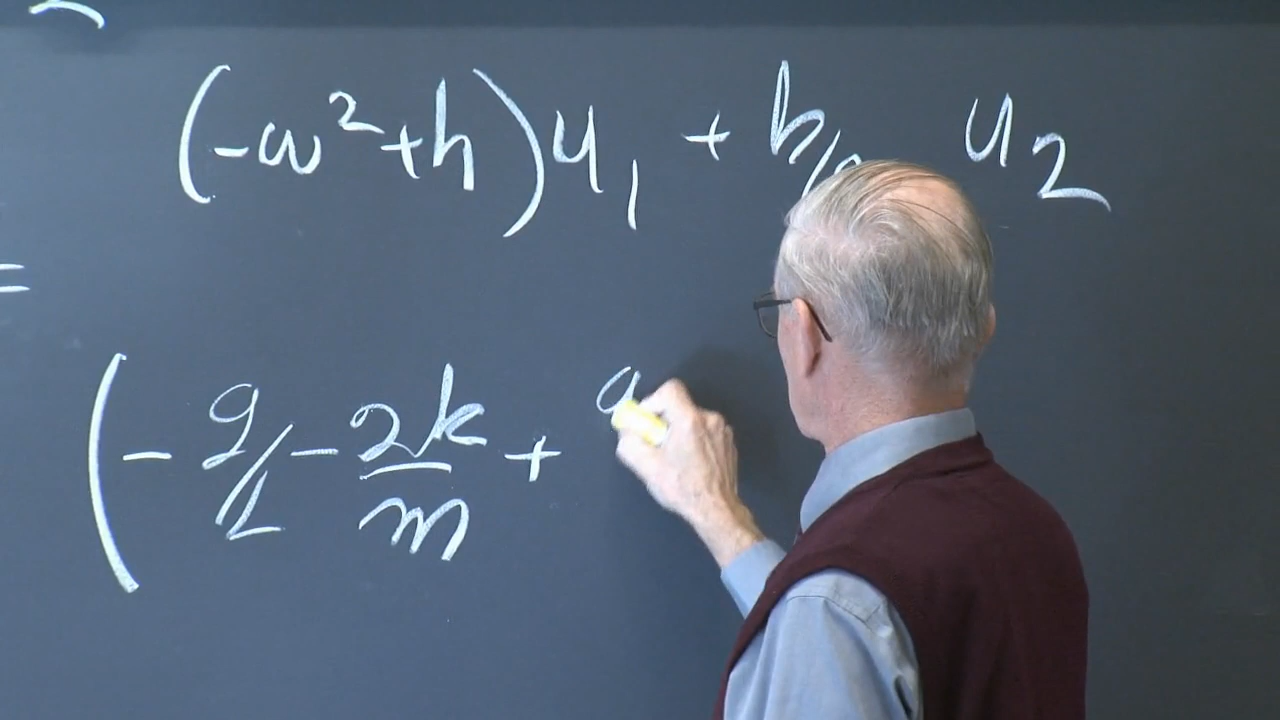 (-ω²+h)u₁ + b/ u₂
=
(- g/L - 2k/m + g